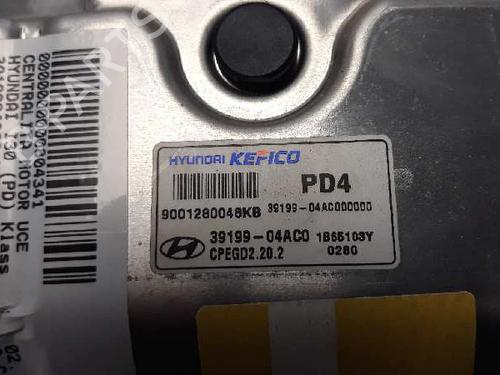 HYUNDAI KEFICO
PD4
9001280048KB 39199-04AC000000
39199-04AC0 1B65103Y
CPEGD2.20.2 0280
CENTRALITA MOTOR UCE
HYUNDAI I30 (PD) Klass